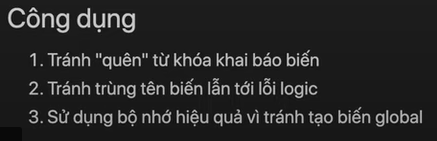 Công dụng
1. Tránh "quên" từ khóa khai báo biến
2. Tránh trùng tên biến lẫn tới lỗi logic
3. Sử dụng bộ nhớ hiệu quả vì tránh tạo biến global